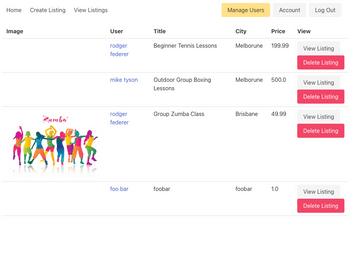 Home Create Listing View Listings Manage Users Account Log Out
Image User Title City Price View
rodger federer Beginner Tennis Lessons Melborune 199.99 View Listing
Delete Listing
mike tyson Outdoor Group Boxing Lessons Melborune 500.0 View Listing
Delete Listing
Zumba
rodger federer Group Zumba Class Brisbane 49.99 View Listing
Delete Listing
foo bar foobar foobar 1.0 View Listing
Delete Listing